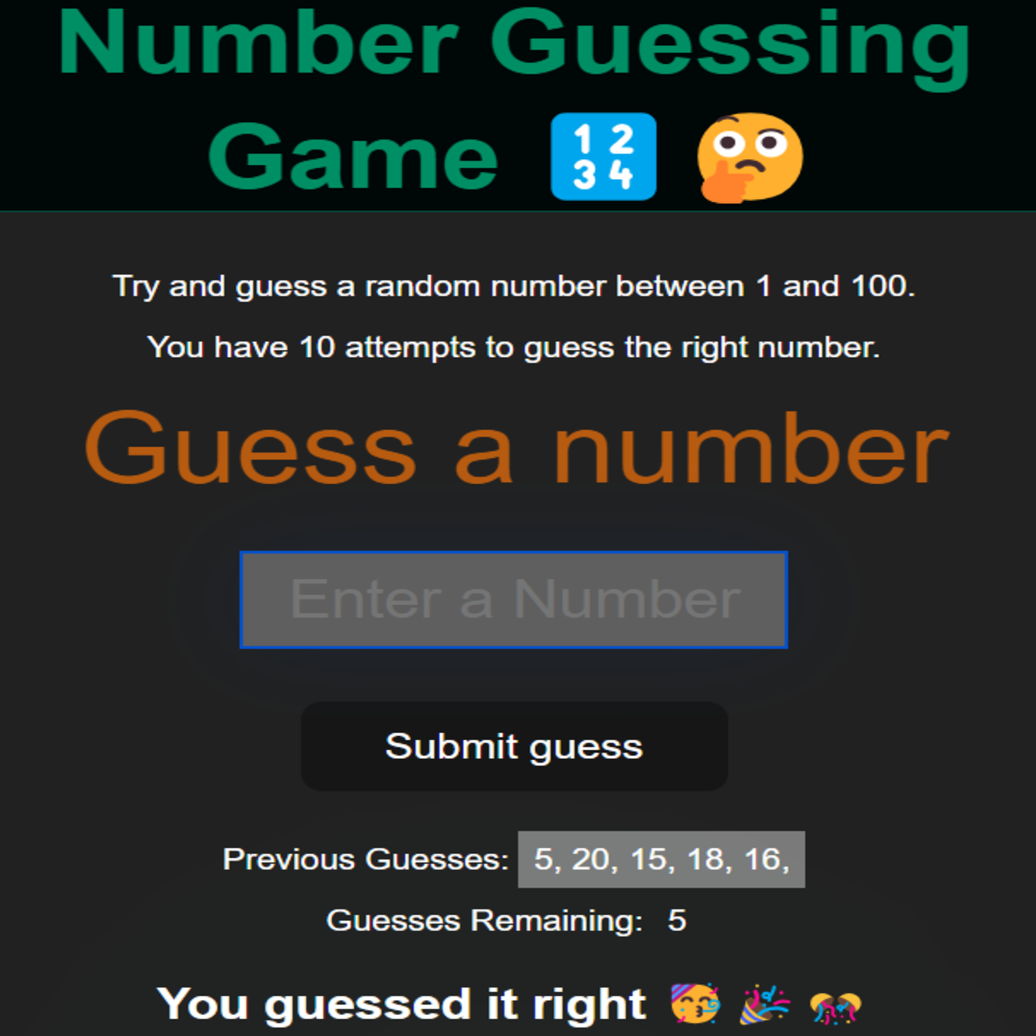 Number Guessing
Game 🔢 🤔
Try and guess a random number between 1 and 100.
You have 10 attempts to guess the right number.
Guess a number
Enter a Number
Submit guess
Previous Guesses: 5, 20, 15, 18, 16,
Guesses Remaining: 5
You guessed it right 🥳 🎉 🎊